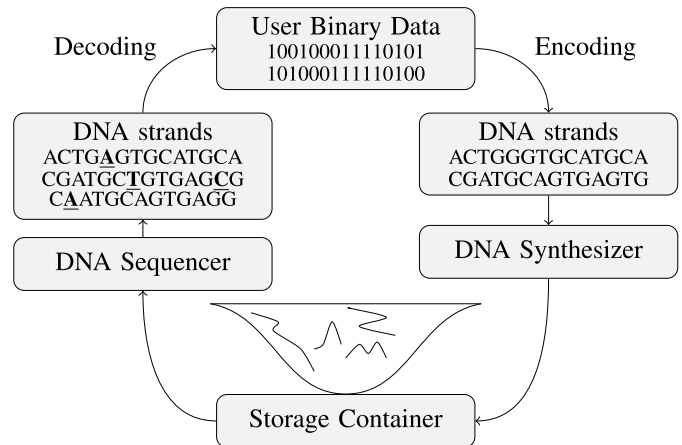 Decoding
User Binary Data
100100011110101
101000111110100
Encoding
DNA strands
ACTGAGTGCATGCA
CGATGCTGTGAGCG
CAATGCAGTGAGG
DNA strands
ACTGGGTGCATGCA
CGATGCAGTGAGTG
DNA Sequencer
DNA Synthesizer
Storage Container